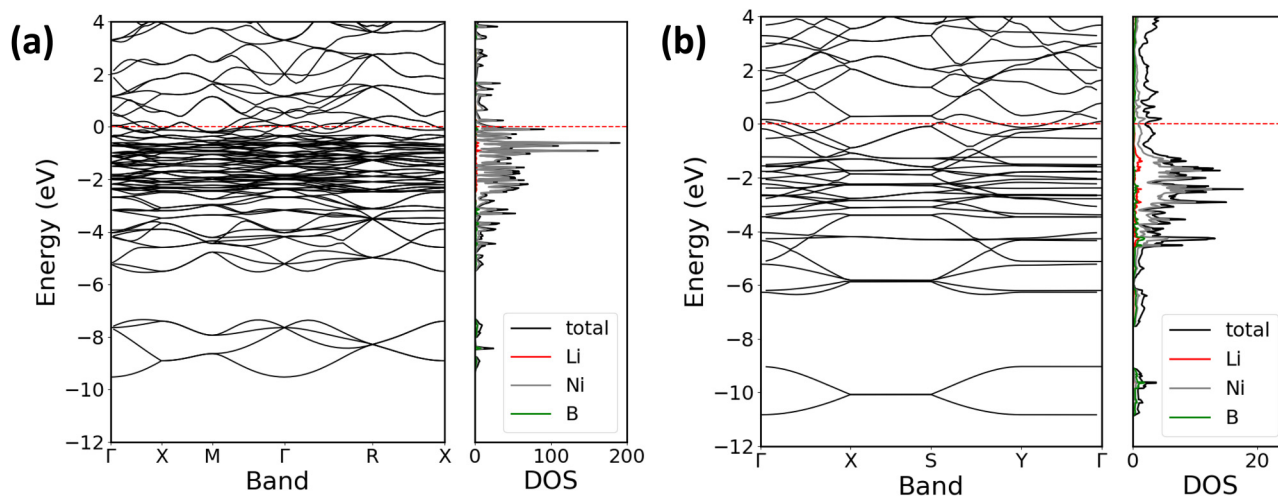 (a)
Energy (eV)
4
2
0
−2
−4
−6
−8
−10
−12
Γ X M Γ R X
Band
total
Li
Ni
B
0 100 200
DOS
(b)
Energy (eV)
4
2
0
−2
−4
−6
−8
−10
−12
Γ X S Y Γ
Band
total
Li
Ni
B
0 20
DOS